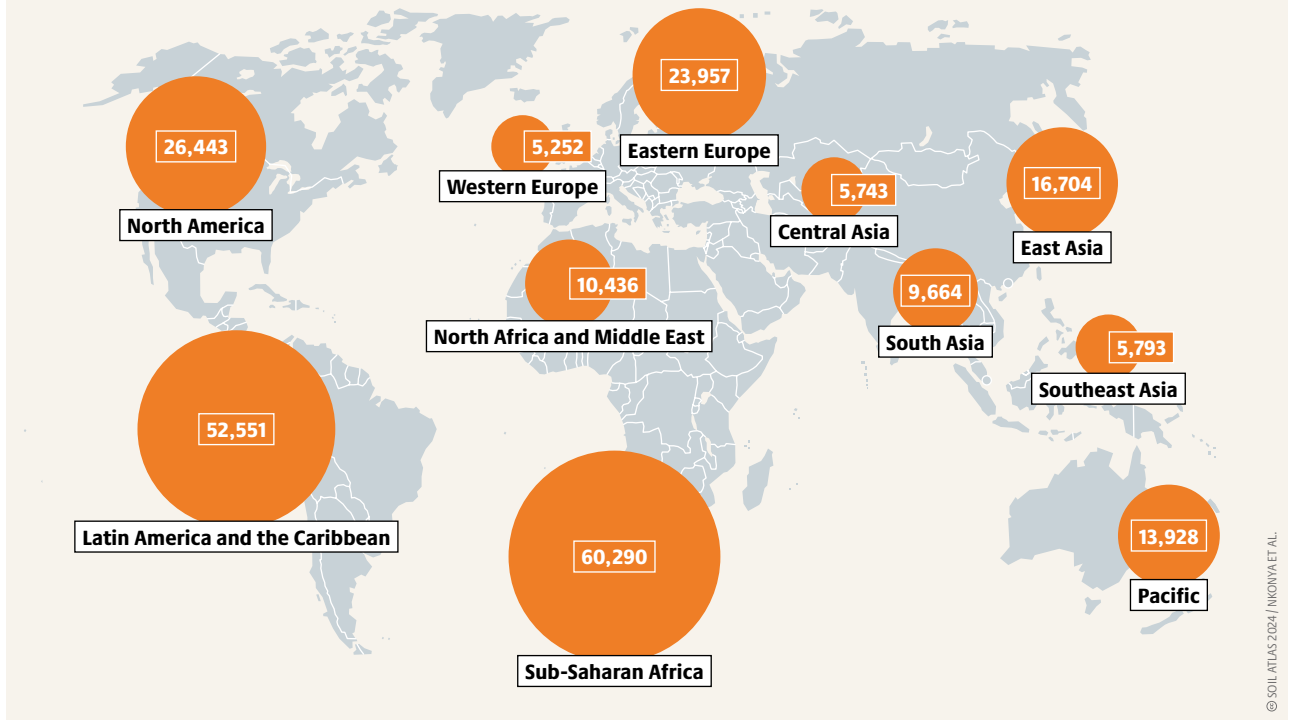 23,957
Eastern Europe
26,443
North America
5,252
Western Europe
5,743
Central Asia
16,704
East Asia
10,436
North Africa and Middle East
9,664
South Asia
5,793
Southeast Asia
52,551
Latin America and the Caribbean
60,290
Sub-Saharan Africa
13,928
Pacific
© SOIL ATLAS 2024 / NKONYA ET AL.